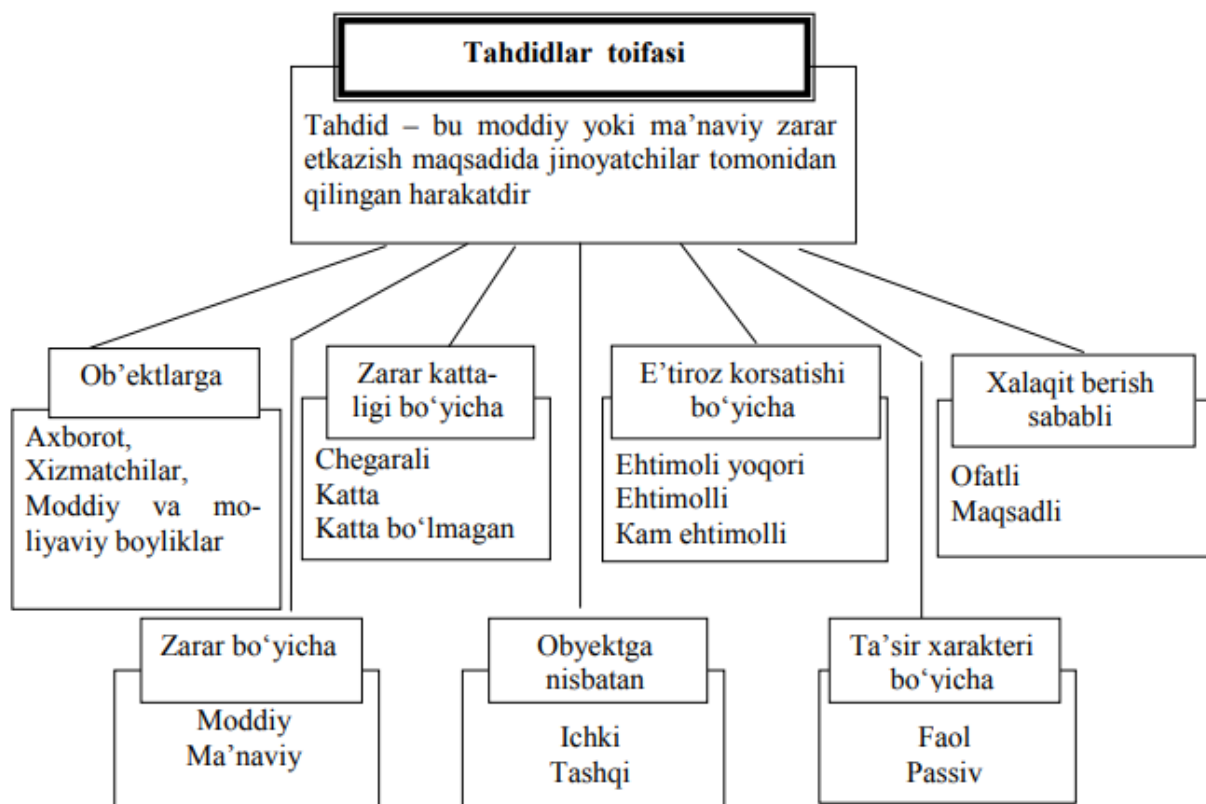 Tahdidlar toifasi
Tahdid – bu moddiy yoki ma’naviy zarar
etkazish maqsadida jinoyatchilar tomonidan
qilingan harakatdir
Ob’ektlarga
Axborot,
Xizmatchilar,
Moddiy va mo-
liyaviy boyliklar
Zarar katta-
ligi bo‘yicha
Chegarali
Katta
Katta bo‘lmagan
E’tiroz korsatishi
bo‘yicha
Ehtimoli yoqori
Ehtimolli
Kam ehtimolli
Xalaqit berish
sababli
Ofatli
Maqsadli
Zarar bo‘yicha
Moddiy
Ma’naviy
Obyektga
nisbatan
Ichki
Tashqi
Ta’sir xarakteri
bo‘yicha
Faol
Passiv